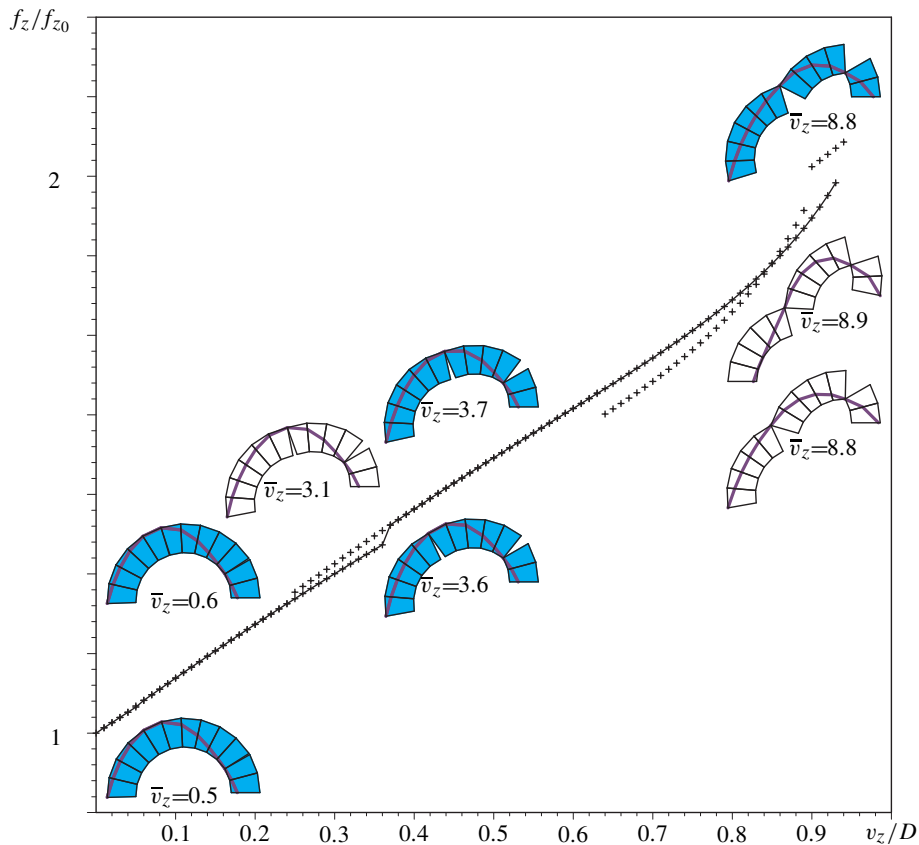 f_z/f_{z_0}
v̅_z=8.8
2
v̅_z=8.9
v̅_z=3.7
v̅_z=8.8
v̅_z=3.1
v̅_z=3.6
v̅_z=0.6
1
v̅_z=0.5
0.1 0.2 0.3 0.4 0.5 0.6 0.7 0.8 0.9 v_z/D